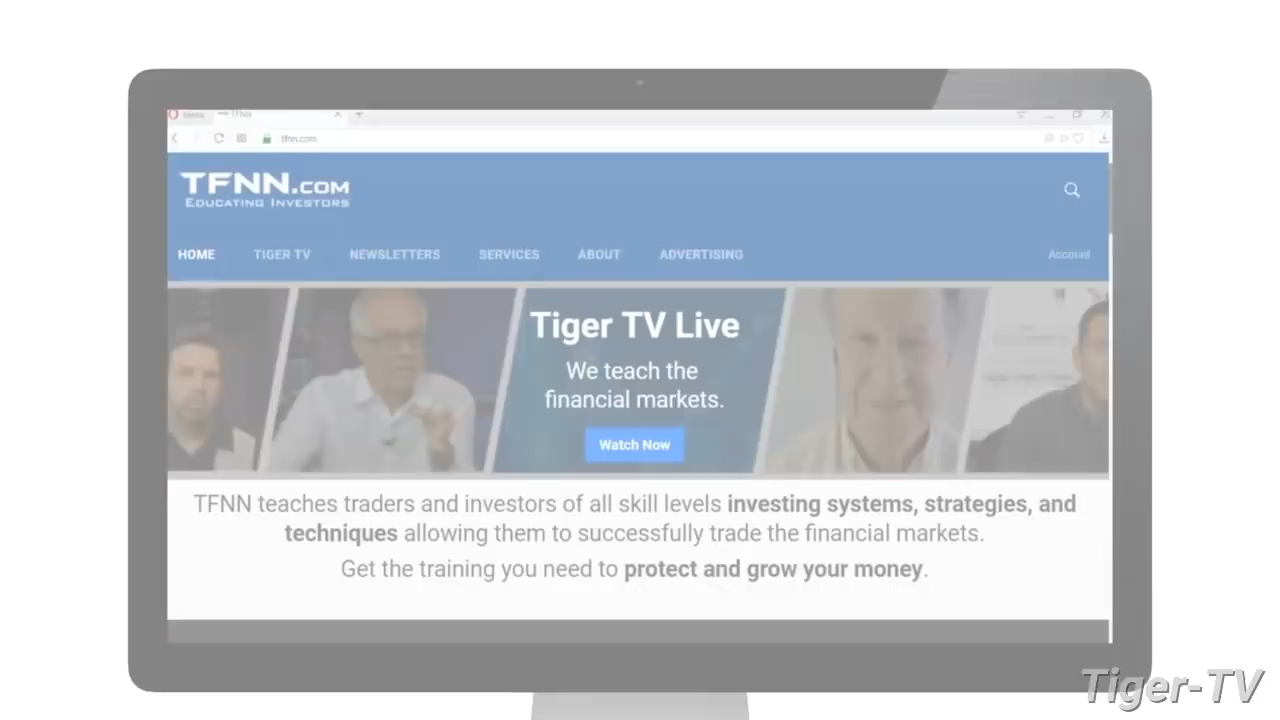 TFNN
tfnn.com
TFNN.COM
EDUCATING INVESTORS
HOME TIGER TV NEWSLETTERS SERVICES ABOUT ADVERTISING Account
Tiger TV Live
We teach the
financial markets.
Watch Now
TFNN teaches traders and investors of all skill levels investing systems, strategies, and
techniques allowing them to successfully trade the financial markets.
Get the training you need to protect and grow your money.
Tiger-TV